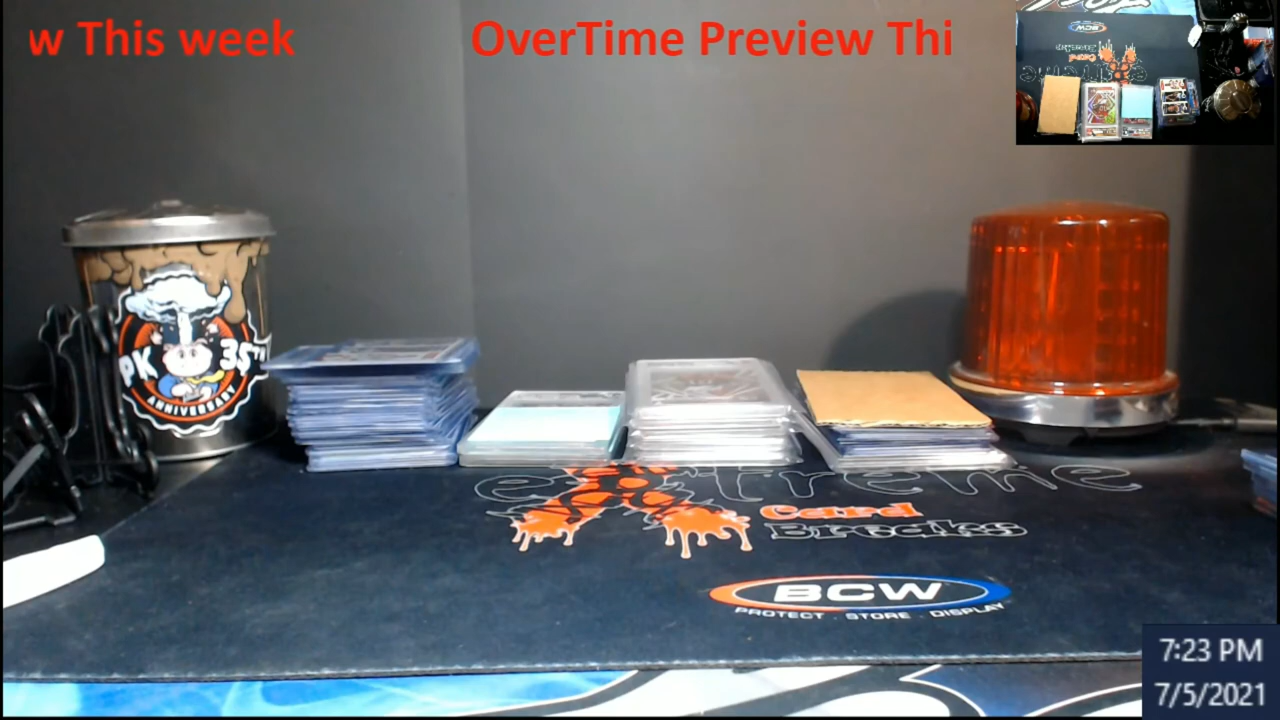 w This week OverTime Preview Thi
PK 35TH
ANNIVERSARY
extreme
Card
Breaks
BCW
PROTECT · STORE · DISPLAY
7:23 PM
7/5/2021